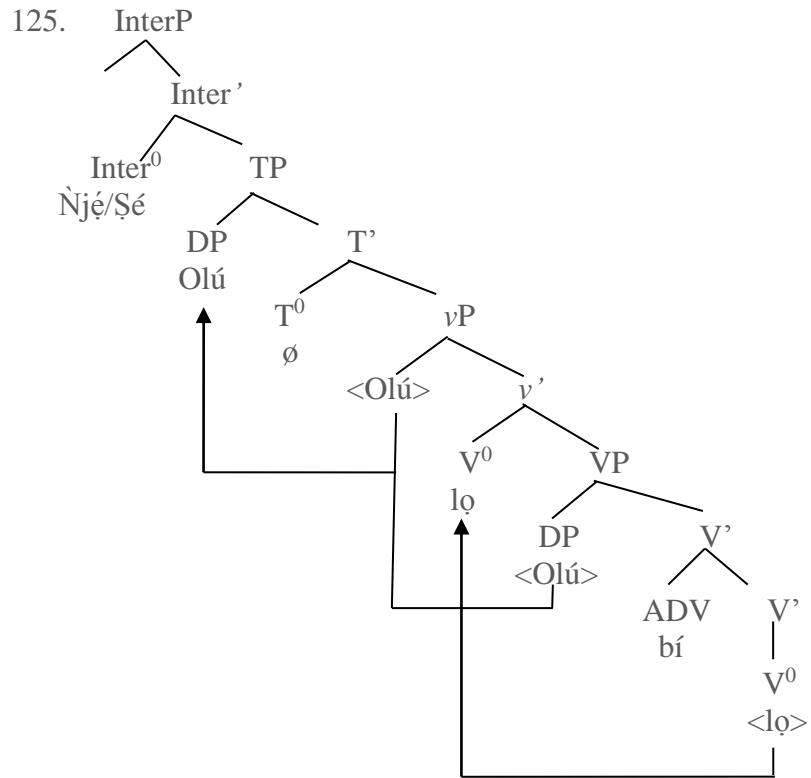 125. InterP
Inter’
Inter⁰ TP
Ǹjẹ́/Ṣé
DP T’
Olú
T⁰ vP
ø
<Olú> v’
V⁰ VP
lọ
DP V’
<Olú>
ADV V’
bí
V⁰
<lọ>